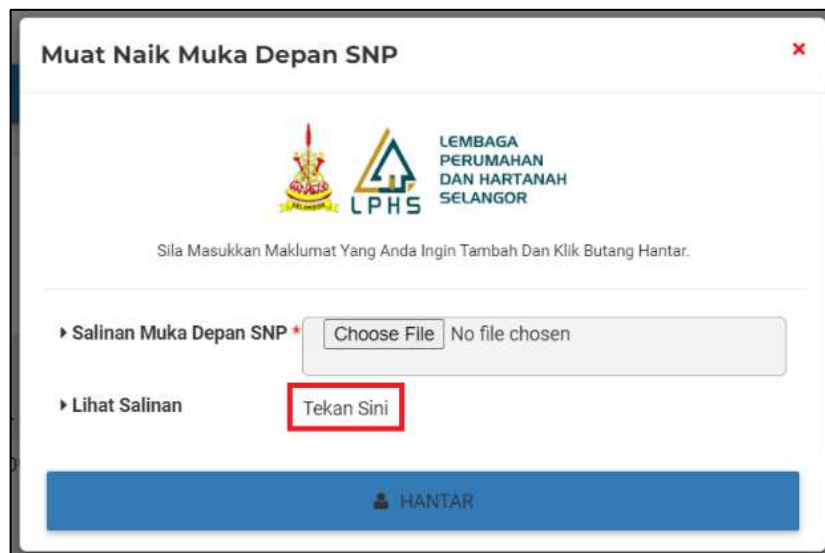 Muat Naik Muka Depan SNP
LEMBAGA
PERUMAHAN
DAN HARTANAH
SELANGOR
LPHS
Sila Masukkan Maklumat Yang Anda Ingin Tambah Dan Klik Butang Hantar.
Salinan Muka Depan SNP * Choose File No file chosen
Lihat Salinan Tekan Sini
HANTAR